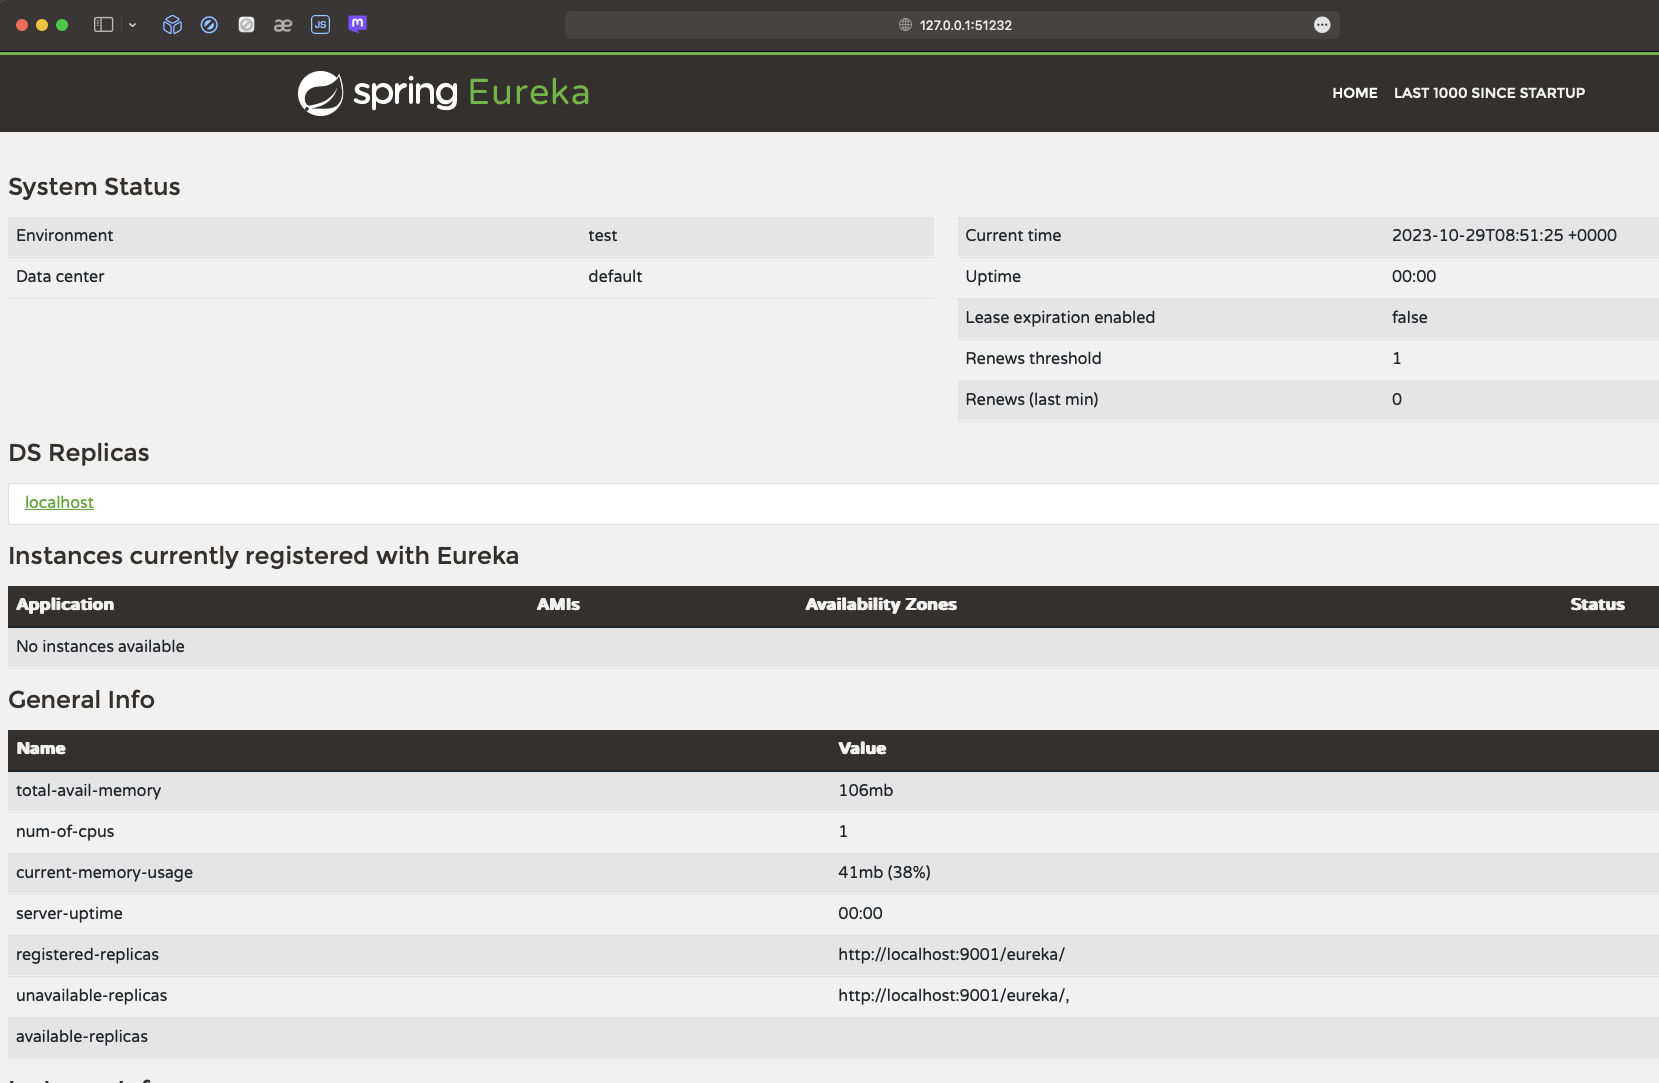 JS
m
127.0.0.1:51232
spring Eureka
HOME LAST 1000 SINCE STARTUP
System Status
Environment test
Data center default
Current time 2023-10-29T08:51:25 +0000
Uptime 00:00
Lease expiration enabled false
Renews threshold 1
Renews (last min) 0
DS Replicas
localhost
Instances currently registered with Eureka
Application AMIs Availability Zones Status
No instances available
General Info
Name Value
total-avail-memory 106mb
num-of-cpus 1
current-memory-usage 41mb (38%)
server-uptime 00:00
registered-replicas http://localhost:9001/eureka/
unavailable-replicas http://localhost:9001/eureka/,
available-replicas